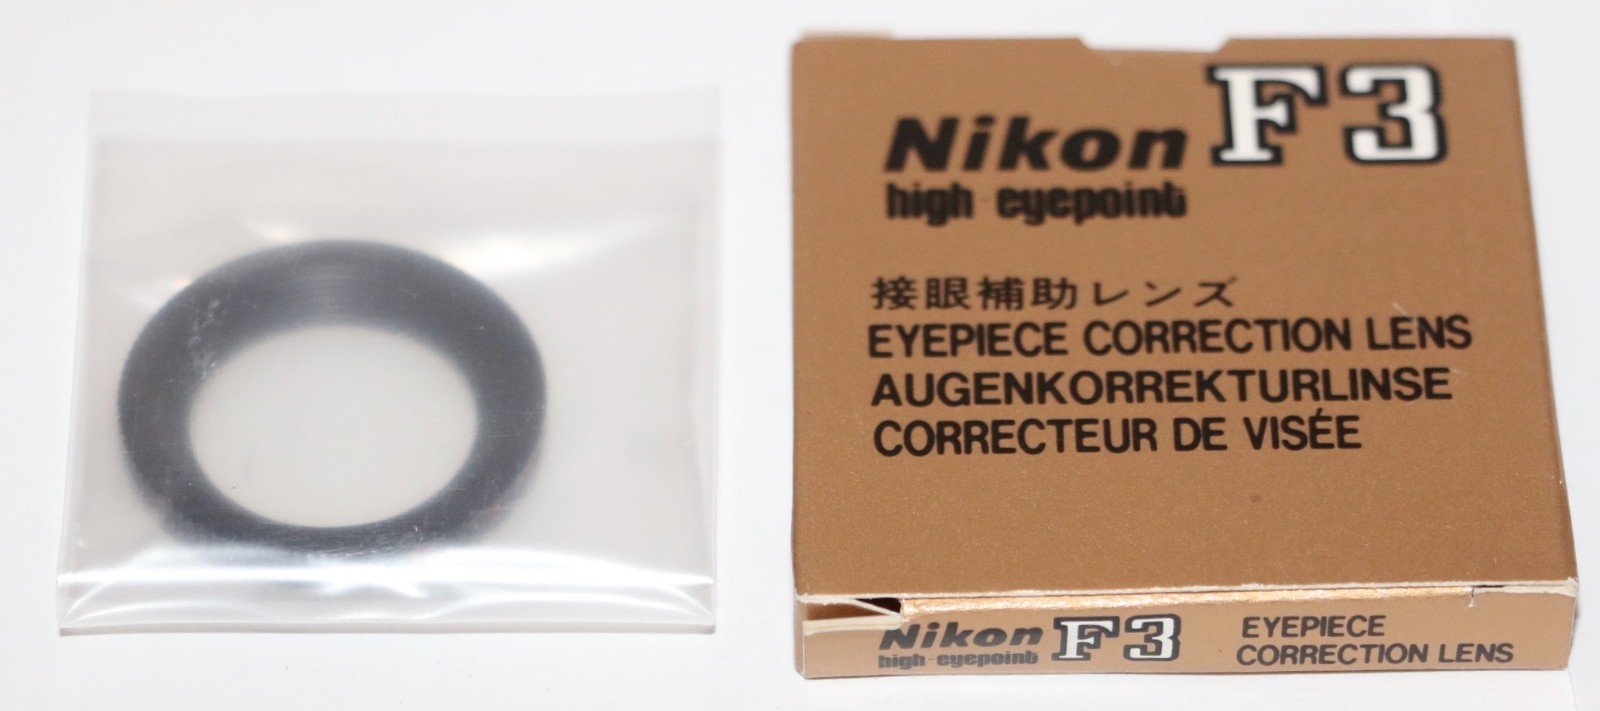 Nikon F3
high-eyepoint
接眼補助レンズ
EYEPIECE CORRECTION LENS
AUGENKORREKTURLINSE
CORRECTEUR DE VISÉE
Nikon F3
high-eyepoint
EYEPIECE
CORRECTION LENS